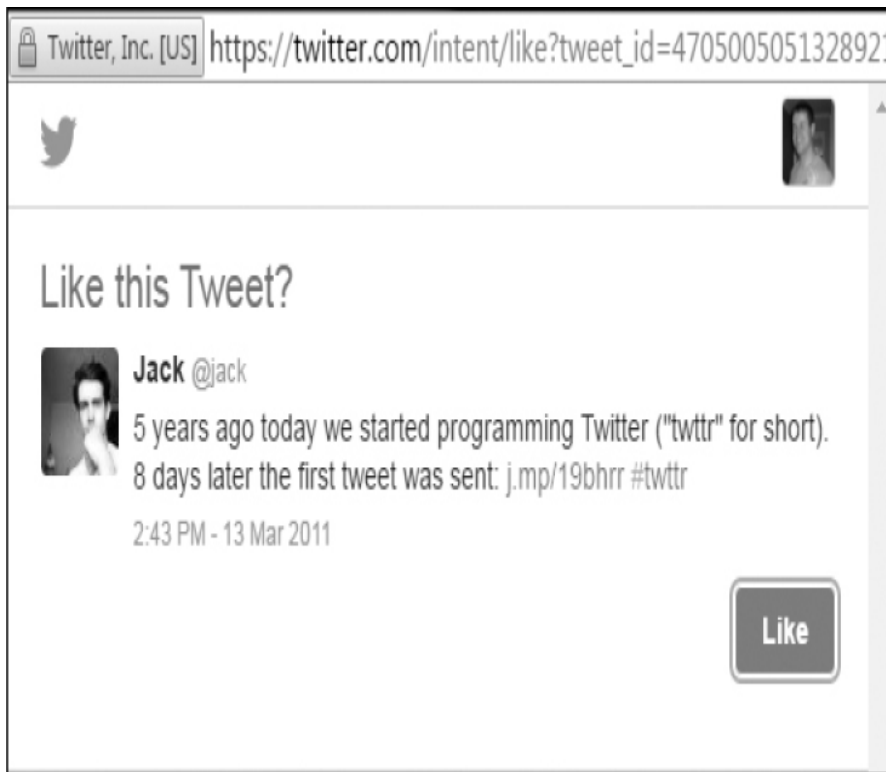 Twitter, Inc. [US] https://twitter.com/intent/like?tweet_id=4705005051328921
Like this Tweet?
Jack @jack
5 years ago today we started programming Twitter ("twttr" for short).
8 days later the first tweet was sent: j.mp/19bhrr #twttr
2:43 PM - 13 Mar 2011
Like